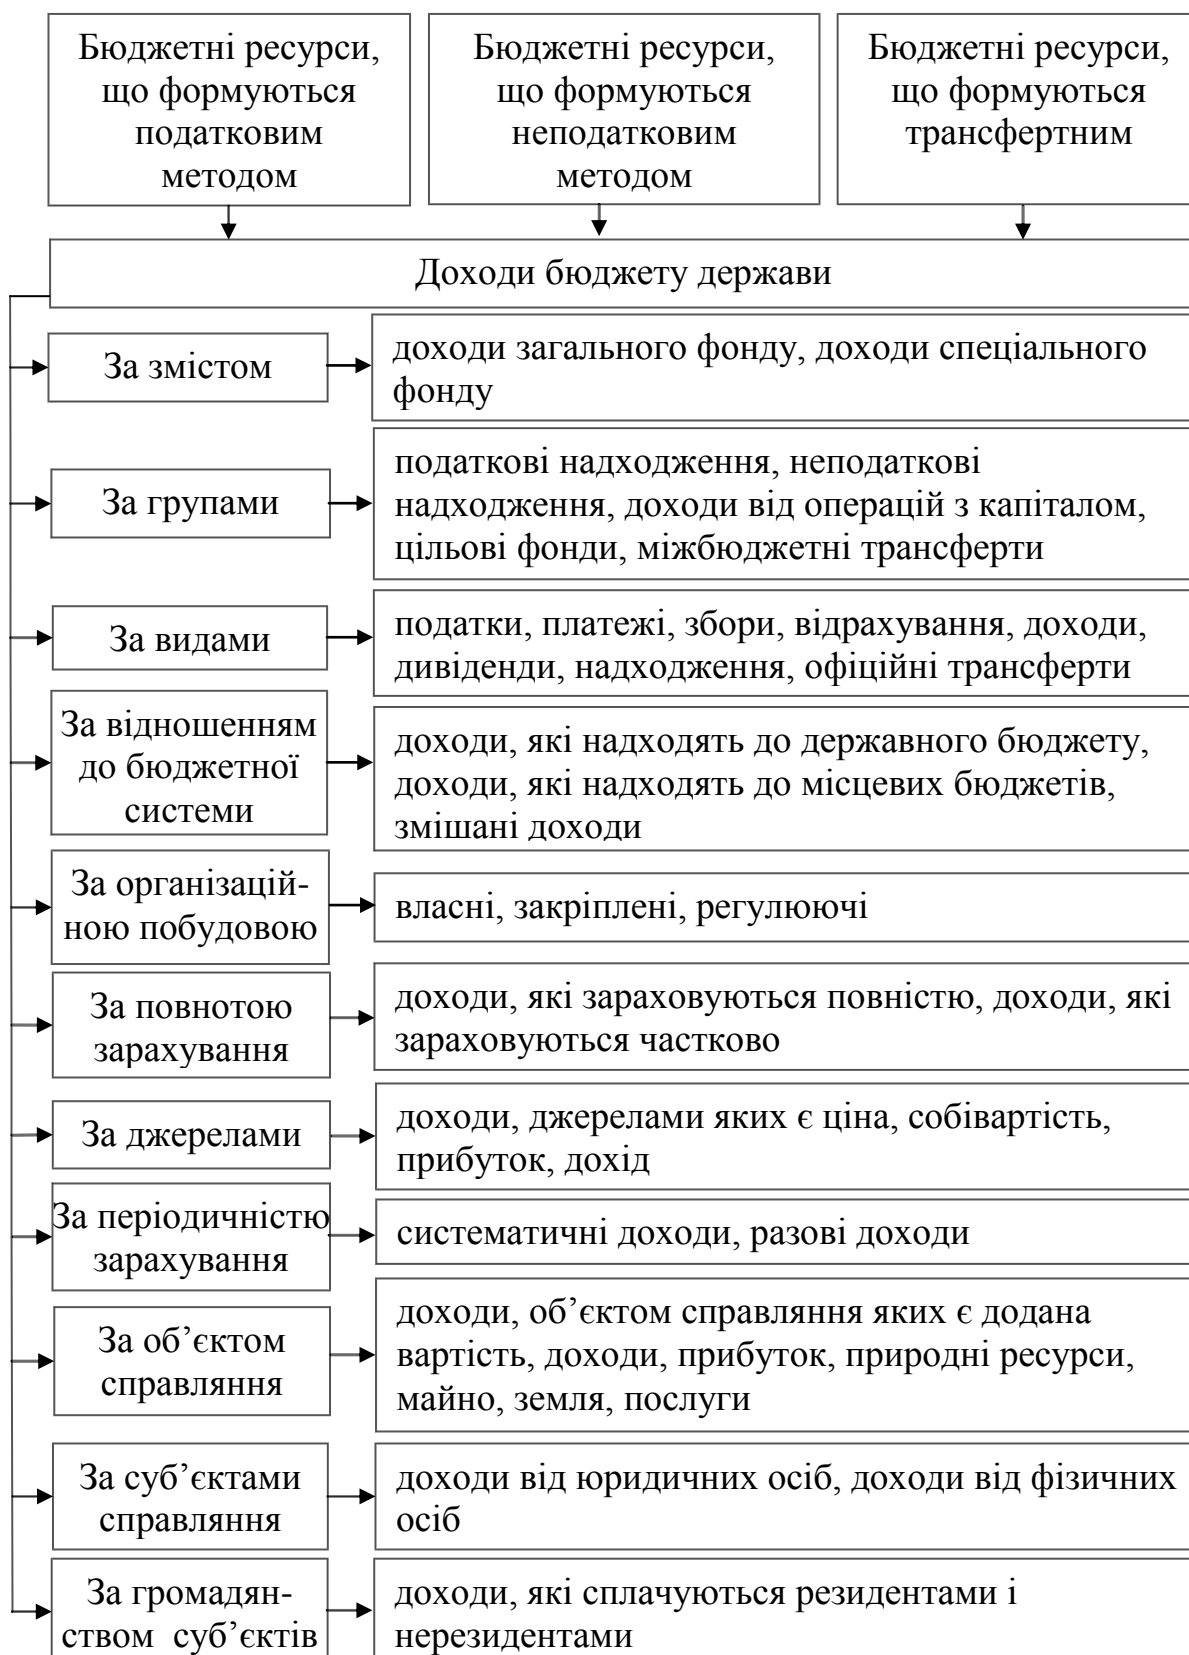 Бюджетні ресурси,
що формуються
податковим
методом
Бюджетні ресурси,
що формуються
неподатковим
методом
Бюджетні ресурси,
що формуються
трансфертним
Доходи бюджету держави
За змістом
доходи загального фонду, доходи спеціального
фонду
За групами
податкові надходження, неподаткові
надходження, доходи від операцій з капіталом,
цільові фонди, міжбюджетні трансферти
За видами
податки, платежі, збори, відрахування, доходи,
дивіденди, надходження, офіційні трансферти
За відношенням
до бюджетної
системи
доходи, які надходять до державного бюджету,
доходи, які надходять до місцевих бюджетів,
змішані доходи
За організацій-
ною побудовою
власні, закріплені, регулюючі
За повнотою
зарахування
доходи, які зараховуються повністю, доходи, які
зараховуються частково
За джерелами
доходи, джерелами яких є ціна, собівартість,
прибуток, дохід
За періодичністю
зарахування
систематичні доходи, разові доходи
За об’єктом
справляння
доходи, об’єктом справляння яких є додана
вартість, доходи, прибуток, природні ресурси,
майно, земля, послуги
За суб’єктами
справляння
доходи від юридичних осіб, доходи від фізичних
осіб
За громадян-
ством суб’єктів
доходи, які сплачуються резидентами і
нерезидентами